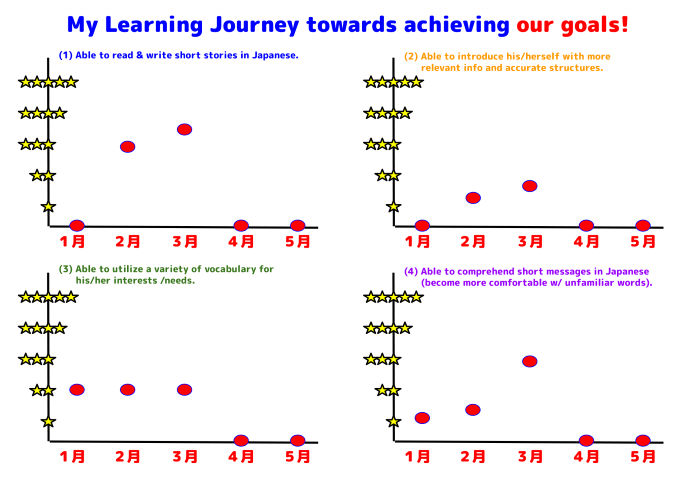 My Learning Journey towards achieving our goals!
(1) Able to read & write short stories in Japanese.
1月 2月 3月 4月 5月
(2) Able to introduce his/herself with more
relevant info and accurate structures.
1月 2月 3月 4月 5月
(3) Able to utilize a variety of vocabulary for
his/her interests /needs.
1月 2月 3月 4月 5月
(4) Able to comprehend short messages in Japanese
(become more comfortable w/ unfamiliar words).
1月 2月 3月 4月 5月